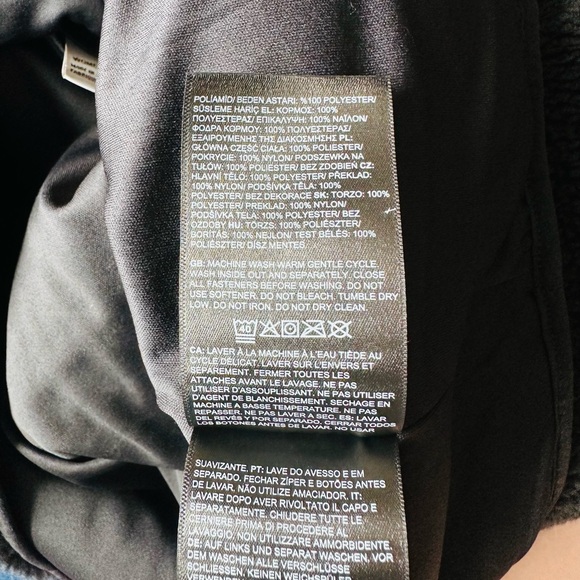 POLİAMİD/ BEDEN ASTARI: %100 POLYESTER/
SÜSLEME HARİÇ EL: ΚΟΡΜΟΣ: 100%
ΠΟΛΥΕΣΤΕΡΑΣ/ ΕΠΙΚΑΛΥΨΗ: 100% ΝΑΪΛΟΝ/
ΦΟΔΡΑ ΚΟΡΜΟΥ: 100% ΠΟΛΥΕΣΤΕΡΑΣ/
ΕΞΑΙΡΟΥΜΕΝΗΣ ΤΗΣ ΔΙΑΚΟΣΜΗΣΗΣ PL:
GŁÓWNA CZĘŚĆ CIAŁA: 100% POLIESTER/
POKRYCIE: 100% NYLON/ PODSZEWKA NA
TUŁÓW: 100% POLIESTER/ BEZ ZDOBIEŃ CZ:
HLAVNÍ TĚLO: 100% POLYESTER/ PŘEKLAD:
100% NYLON/ PODŠÍVKA TĚLA: 100%
POLYESTER/ BEZ DEKORACE SK: TORZO: 100%
POLYESTER/ PREKLAD: 100% NYLON/
PODŠÍVKA TELA: 100% POLYESTER/ BEZ
OZDOBY HU: TÖRZS: 100% POLIÉSZTER/
BORÍTÁS: 100% NEJLON/ TEST BÉLÉS: 100%
POLIÉSZTER/ DÍSZ MENTES.
GB: MACHINE WASH WARM GENTLE CYCLE.
WASH INSIDE OUT AND SEPARATELY. CLOSE
ALL FASTENERS BEFORE WASHING. DO NOT
USE SOFTENER. DO NOT BLEACH. TUMBLE DRY
LOW. DO NOT IRON. DO NOT DRY CLEAN.
40
CA: LAVER À LA MACHINE À L'EAU TIÈDE AU
CYCLE DÉLICAT. LAVER SUR L'ENVERS ET
SÉPAREMENT. FERMER TOUTES LES
ATTACHES AVANT LE LAVAGE. NE PAS
UTILISER D'ASSOUPLISSANT. NE PAS UTILISER
D'AGENT DE BLANCHISSEMENT. SECHAGE EN
MACHINE A BASSE TEMPERATURE. NE PAS
REPASSER. NE PAS LAVER A SEC. ES: LAVAR
DEL REVÉS Y POR SEPARADO. CERRAR TODOS
LOS BOTONES ANTES DE LAVAR. NO USAR
SUAVIZANTE. PT: LAVE DO AVESSO E EM
SEPARADO. FECHAR ZÍPER E BOTÕES ANTES
DE LAVAR. NÃO UTILIZE AMACIADOR. IT:
LAVARE DOPO AVER RIVOLTATO IL CAPO E
SEPARATAMENTE. CHIUDERE TUTTE LE
CERNIERE PRIMA DI PROCEDERE AL
LAVAGGIO. NON UTILIZZARE AMMORBIDENTE.
DE: AUF LINKS UND SEPARAT WASCHEN, VOR
DEM WASCHEN ALLE VERSCHLÜSSE
SCHLIESSEN. KEINEN WEICHSPÜLER